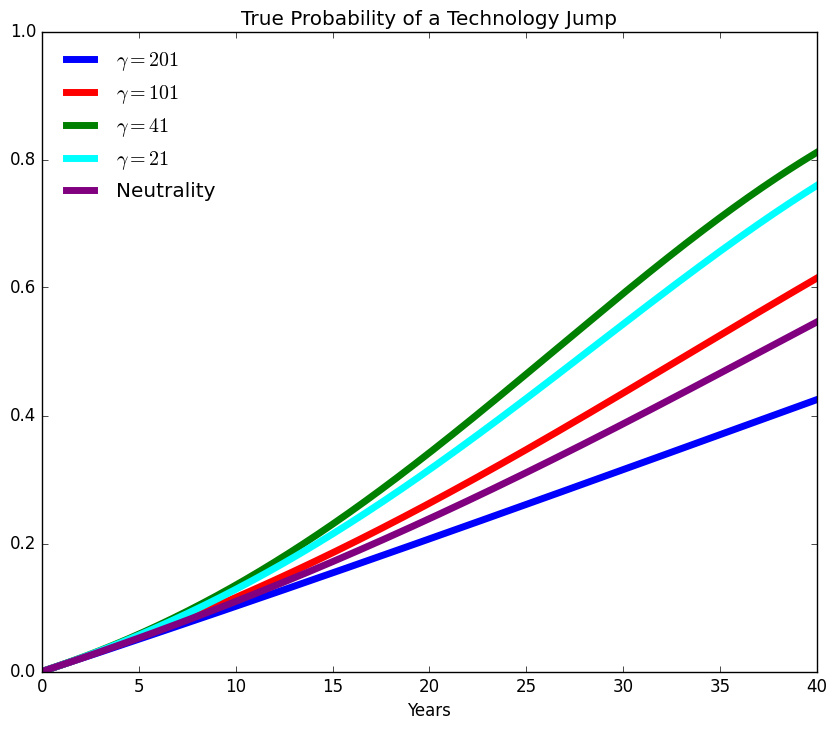 True Probability of a Technology Jump
1.0
γ = 201
γ = 101
γ = 41
γ = 21
Neutrality
0.8
0.6
0.4
0.2
0.0
0 5 10 15 20 25 30 35 40
Years